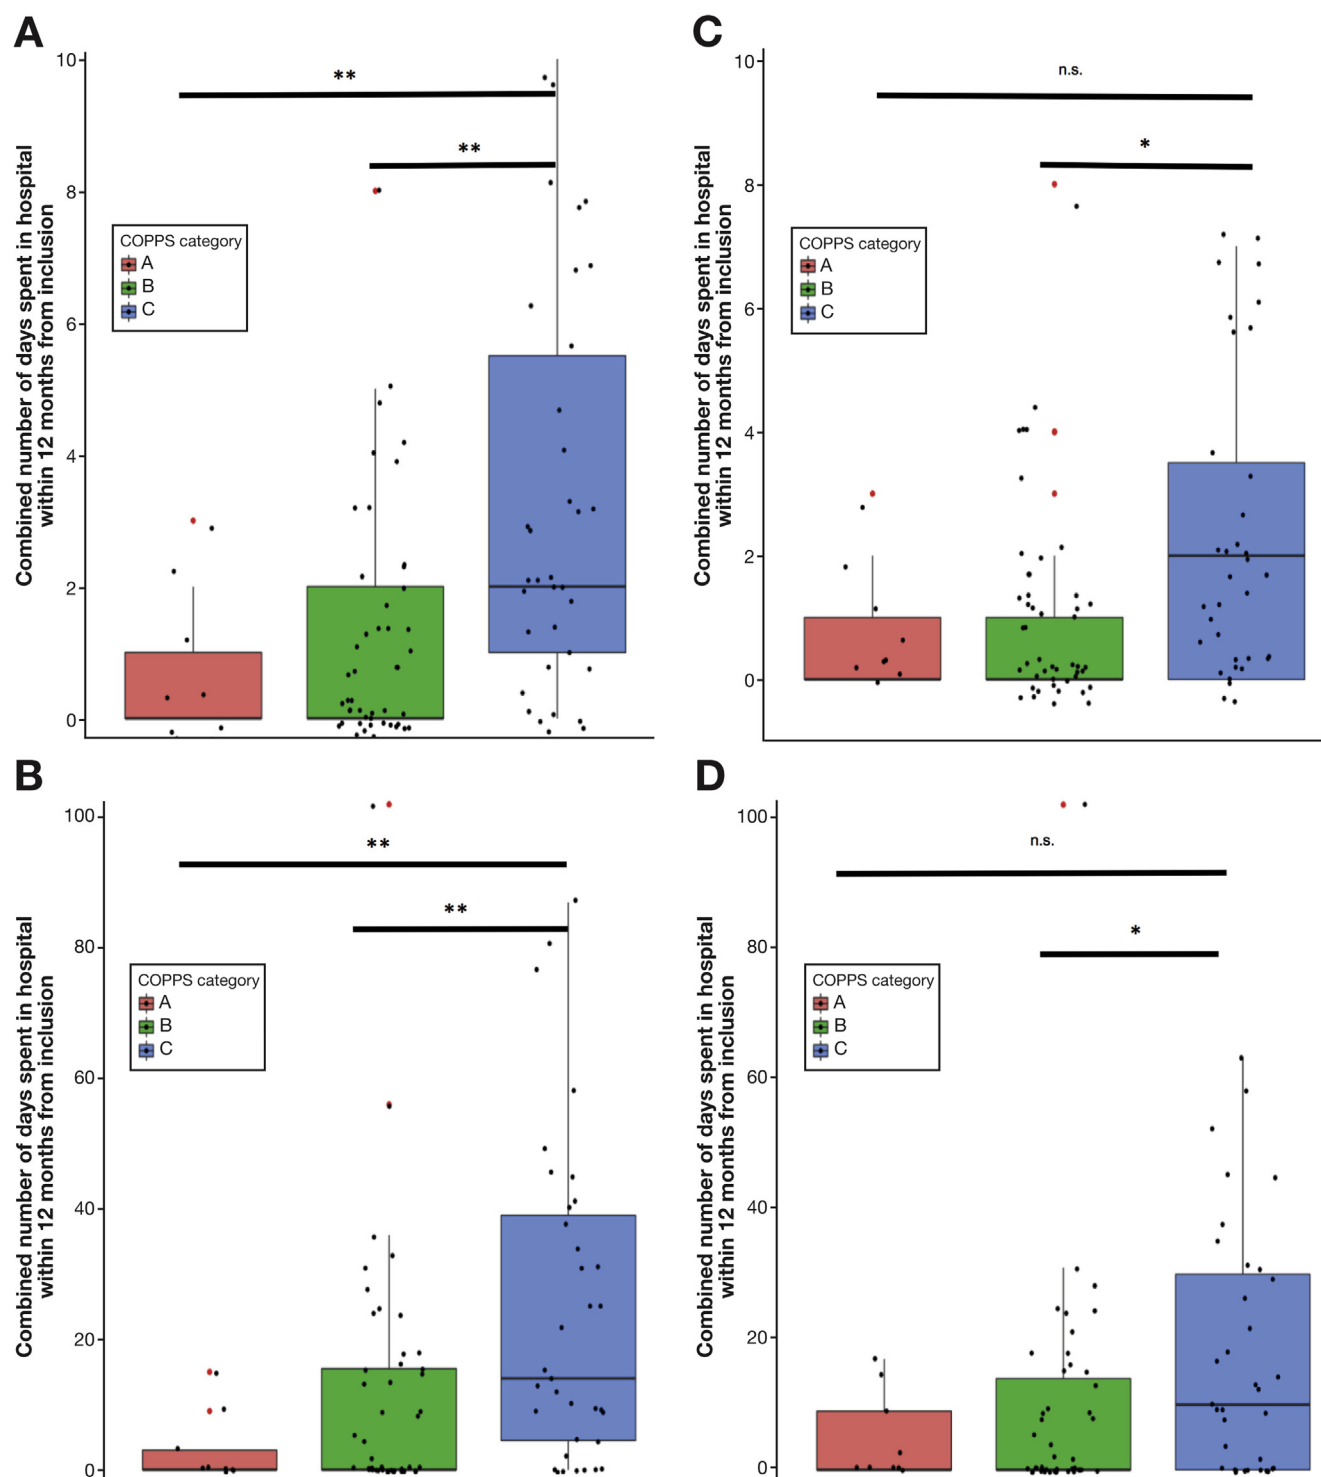 A
Combined number of days spent in hospital
within 12 months from inclusion
10
8
6
4
2
0
**
**
COPPS category
A
B
C
C
Combined number of days spent in hospital
within 12 months from inclusion
10
8
6
4
2
0
n.s.
*
COPPS category
A
B
C
B
Combined number of days spent in hospital
within 12 months from inclusion
100
80
60
40
20
0
**
**
COPPS category
A
B
C
D
Combined number of days spent in hospital
within 12 months from inclusion
100
80
60
40
20
0
n.s.
*
COPPS category
A
B
C